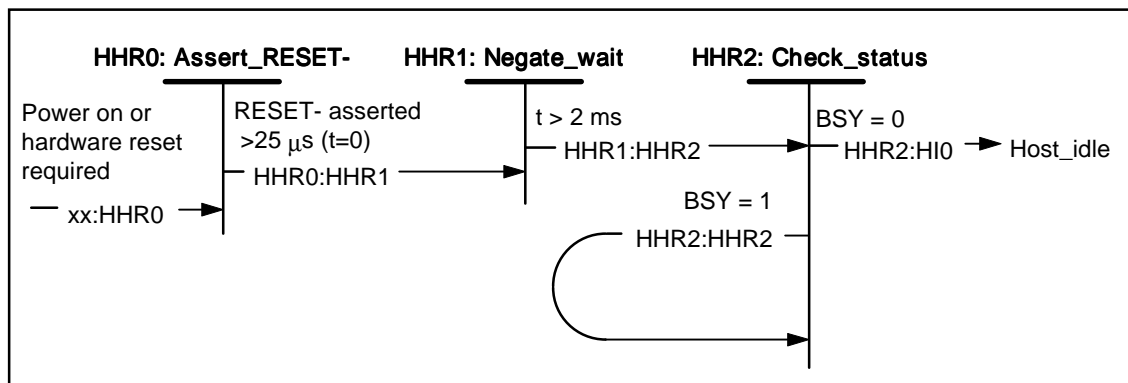 HHR0: Assert_RESET-
HHR1: Negate_wait
HHR2: Check_status
Power on or
hardware reset
required
xx:HHR0
RESET- asserted
>25 μs (t=0)
HHR0:HHR1
t > 2 ms
HHR1:HHR2
BSY = 0
HHR2:HI0
Host_idle
BSY = 1
HHR2:HHR2